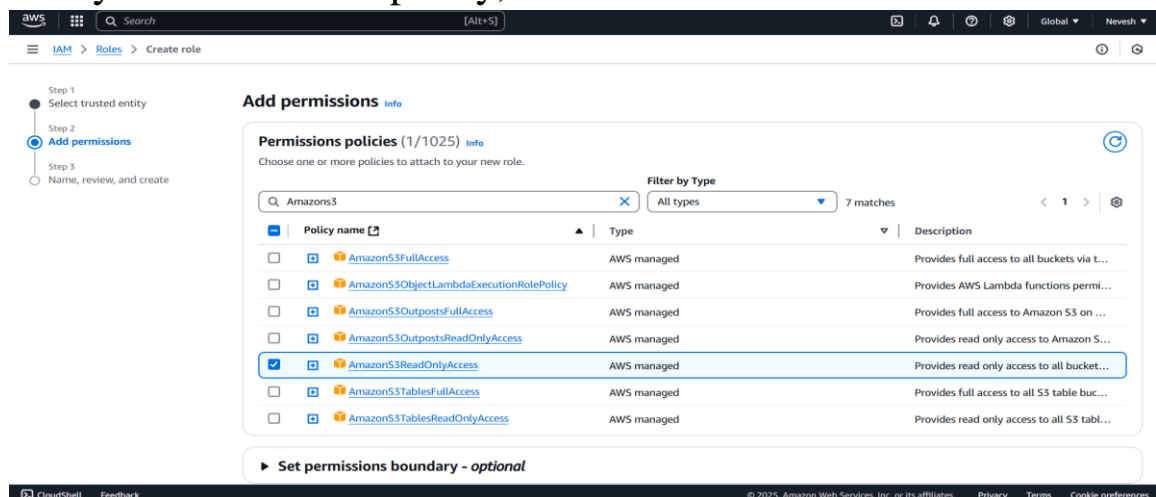 policy,
aws Search [Alt+S] Global Nevesh
IAM > Roles > Create role
Step 1
Select trusted entity
Step 2
Add permissions
Step 3
Name, review, and create
Add permissions Info
Permissions policies (1/1025) Info
Choose one or more policies to attach to your new role.
Filter by Type
Amazons3 All types 7 matches < 1 >
Policy name Type Description
AmazonS3FullAccess AWS managed Provides full access to all buckets via t...
AmazonS3ObjectLambdaExecutionRolePolicy AWS managed Provides AWS Lambda functions permi...
AmazonS3OutpostsFullAccess AWS managed Provides full access to Amazon S3 on ...
AmazonS3OutpostsReadOnlyAccess AWS managed Provides read only access to Amazon S...
AmazonS3ReadOnlyAccess AWS managed Provides read only access to all bucket...
AmazonS3TablesFullAccess AWS managed Provides full access to all S3 table buc...
AmazonS3TablesReadOnlyAccess AWS managed Provides read only access to all S3 tabl...
Set permissions boundary - optional
CloudShell Feedback © 2025, Amazon Web Services, Inc. or its affiliates. Privacy Terms Cookie preferences